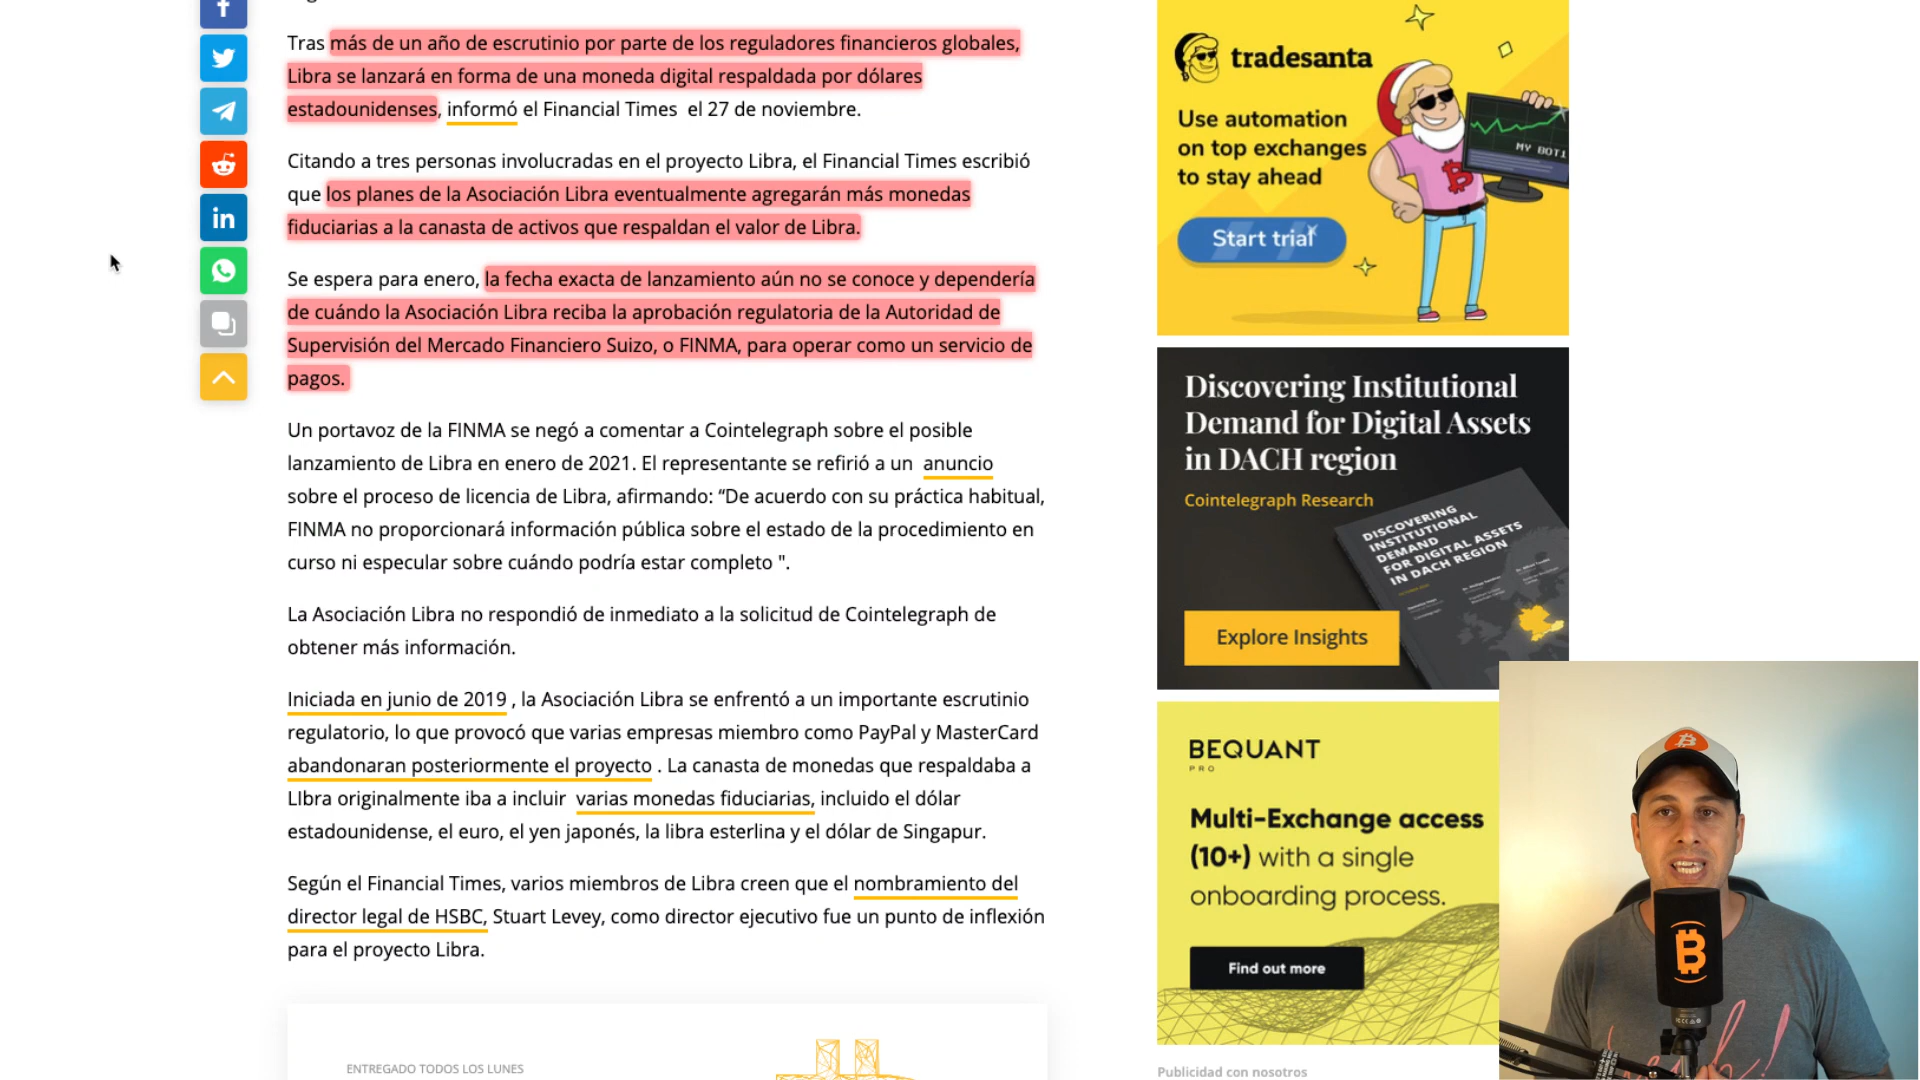 Tras más de un año de escrutinio por parte de los reguladores financieros globales,
Libra se lanzará en forma de una moneda digital respaldada por dólares
estadounidenses, informó el Financial Times el 27 de noviembre.
Citando a tres personas involucradas en el proyecto Libra, el Financial Times escribió
que los planes de la Asociación Libra eventualmente agregarán más monedas
fiduciarias a la canasta de activos que respaldan el valor de Libra.
Se espera para enero, la fecha exacta de lanzamiento aún no se conoce y dependería
de cuándo la Asociación Libra reciba la aprobación regulatoria de la Autoridad de
Supervisión del Mercado Financiero Suizo, o FINMA, para operar como un servicio de
pagos.
Un portavoz de la FINMA se negó a comentar a Cointelegraph sobre el posible
lanzamiento de Libra en enero de 2021. El representante se refirió a un anuncio
sobre el proceso de licencia de Libra, afirmando: “De acuerdo con su práctica habitual,
FINMA no proporcionará información pública sobre el estado de la procedimiento en
curso ni especular sobre cuándo podría estar completo ".
La Asociación Libra no respondió de inmediato a la solicitud de Cointelegraph de
obtener más información.
Iniciada en junio de 2019 , la Asociación Libra se enfrentó a un importante escrutinio
regulatorio, lo que provocó que varias empresas miembro como PayPal y MasterCard
abandonaran posteriormente el proyecto . La canasta de monedas que respaldaba a
LIbra originalmente iba a incluir varias monedas fiduciarias, incluido el dólar
estadounidense, el euro, el yen japonés, la libra esterlina y el dólar de Singapur.
Según el Financial Times, varios miembros de Libra creen que el nombramiento del
director legal de HSBC, Stuart Levey, como director ejecutivo fue un punto de inflexión
para el proyecto Libra.
ENTREGADO TODOS LOS LUNES
tradesanta
Use automation
on top exchanges
to stay ahead
Start trial
MY BOT1
Discovering Institutional
Demand for Digital Assets
in DACH region
Cointelegraph Research
DISCOVERING
INSTITUTIONAL
DEMAND
FOR DIGITAL ASSETS
IN DACH REGION
Explore Insights
BEQUANT
PRO
Multi-Exchange access
(10+) with a single
onboarding process.
Find out more
Publicidad con nosotros